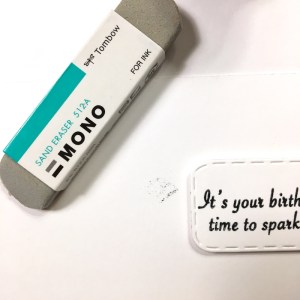 Tombow
FOR INK
SAND ERASER 512A
MONO
It's your birth
time to spark